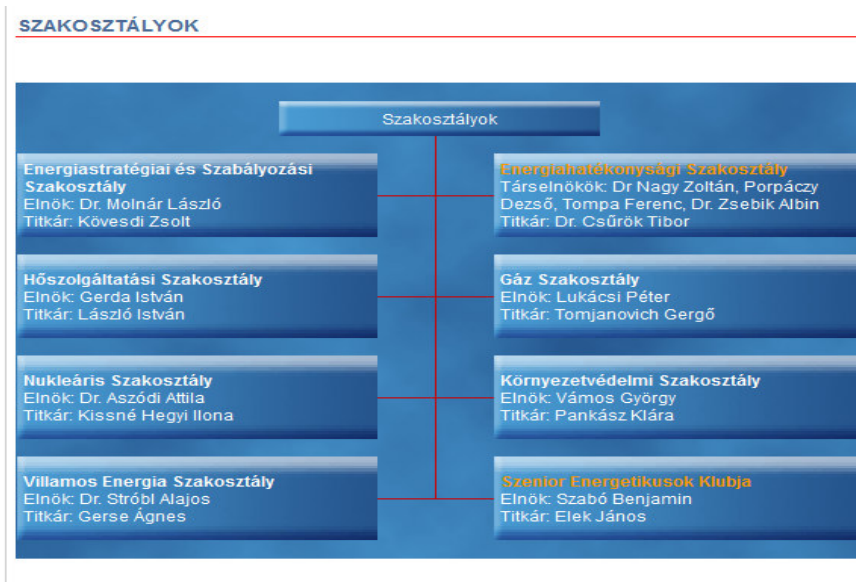 SZAKOSZTÁLYOK
Szakosztályok
Energiastratégiai és Szabályozási
Szakosztály
Elnök: Dr. Molnár László
Titkár: Kövesdi Zsolt
Energiahatékonysági Szakosztály
Társelnökök: Dr Nagy Zoltán, Porpáczy
Dezső, Tompa Ferenc, Dr. Zsebik Albin
Titkár: Dr. Csűrök Tibor
Hőszolgáltatási Szakosztály
Elnök: Gerda István
Titkár: László István
Gáz Szakosztály
Elnök: Lukácsi Péter
Titkár: Tomjanovich Gergő
Nukleáris Szakosztály
Elnök: Dr. Aszódi Attila
Titkár: Kissné Hegyi Ilona
Környezetvédelmi Szakosztály
Elnök: Vámos György
Titkár: Pankász Klára
Villamos Energia Szakosztály
Elnök: Dr. Stróbl Alajos
Titkár: Gerse Ágnes
Szenior Energetikusok Klubja
Elnök: Szabó Benjamin
Titkár: Elek János